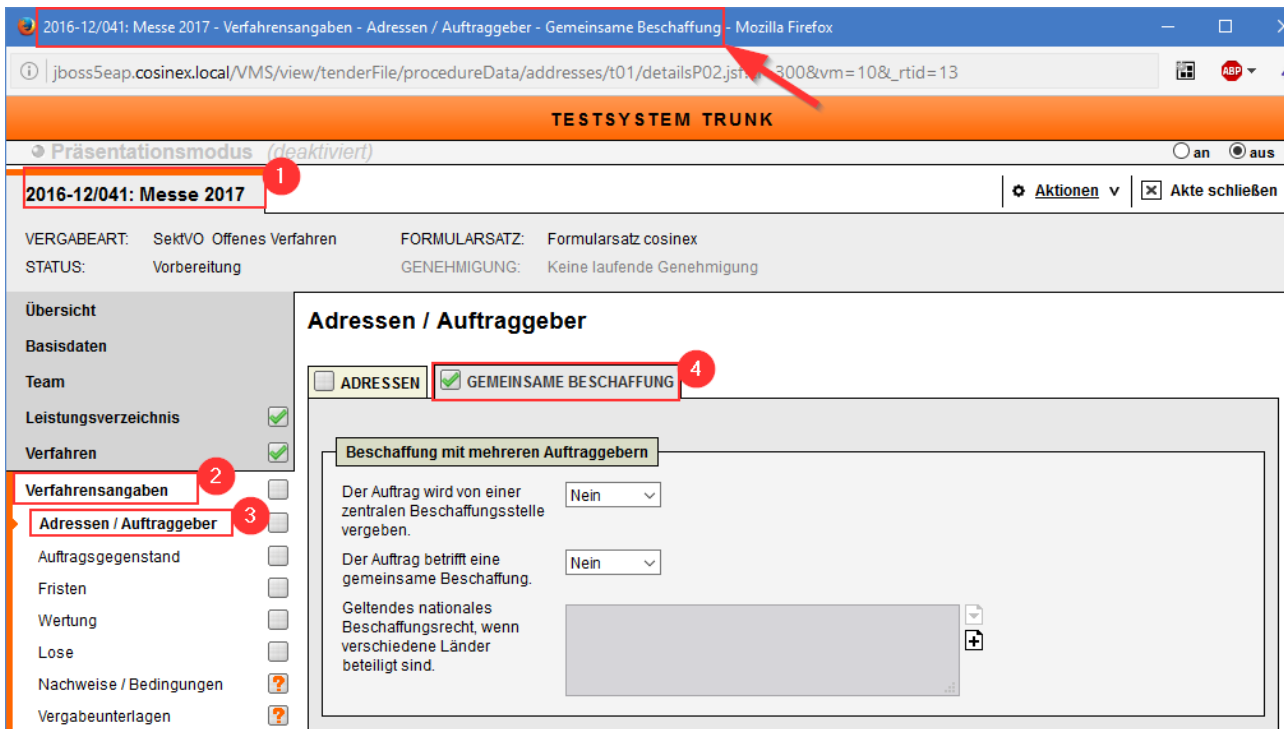 2016-12/041: Messe 2017 - Verfahrensangaben - Adressen / Auftraggeber - Gemeinsame Beschaffung - Mozilla Firefox
jboss5eap.cosinex.local/VMS/view/tenderFile/procedureData/addresses/t01/detailsP02.jsf 300&vm=10&_rtid=13
ABP
TESTSYSTEM TRUNK
Präsentationsmodus (deaktiviert)
an aus
1
2016-12/041: Messe 2017
Aktionen v
Akte schließen
VERGABEART: SektVO Offenes Verfahren FORMULARSATZ: Formularsatz cosinex
STATUS: Vorbereitung GENEHMIGUNG: Keine laufende Genehmigung
Übersicht
Basisdaten
Team
Leistungsverzeichnis
Verfahren
2
Verfahrensangaben
3
Adressen / Auftraggeber
Auftragsgegenstand
Fristen
Wertung
Lose
Nachweise / Bedingungen ?
Vergabeunterlagen ?
Adressen / Auftraggeber
ADRESSEN
GEMEINSAME BESCHAFFUNG
4
Beschaffung mit mehreren Auftraggebern
Der Auftrag wird von einer
zentralen Beschaffungsstelle
vergeben.
Nein
Der Auftrag betrifft eine
gemeinsame Beschaffung.
Nein
Geltendes nationales
Beschaffungsrecht, wenn
verschiedene Länder
beteiligt sind.